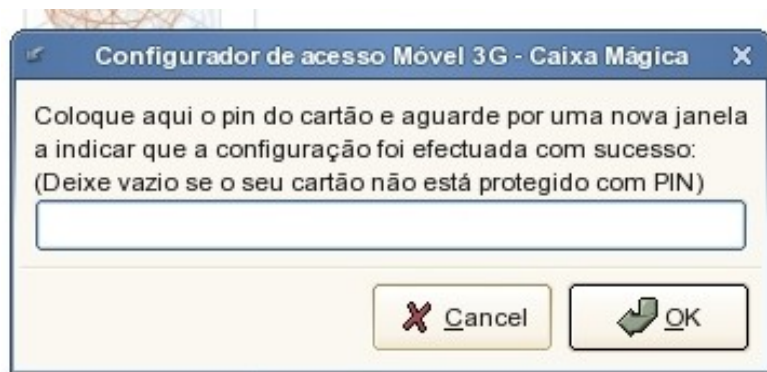 Configurador de acesso Móvel 3G - Caixa Mágica
Coloque aqui o pin do cartão e aguarde por uma nova janela
a indicar que a configuração foi efectuada com sucesso:
(Deixe vazio se o seu cartão não está protegido com PIN)
Cancel
OK